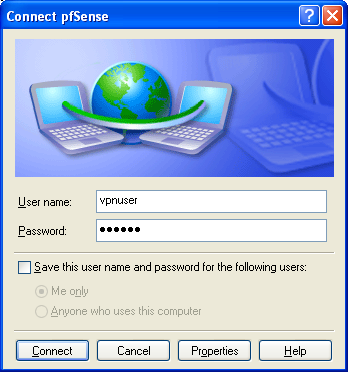 Connect pfSense
User name: vpnuser
Password: ●●●●●●
Save this user name and password for the following users:
Me only
Anyone who uses this computer
Connect Cancel Properties Help